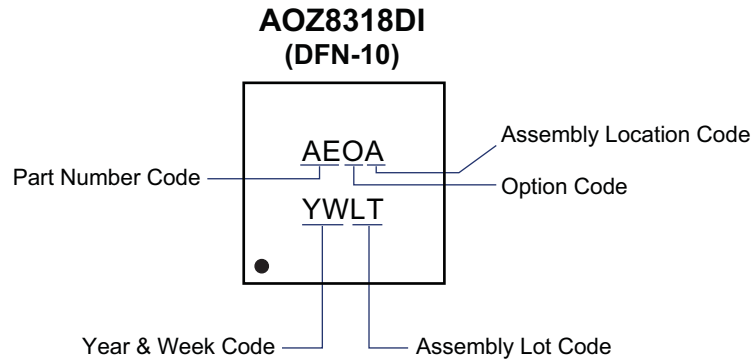 AOZ8318DI
(DFN-10)
AEOA
Assembly Location Code
Part Number Code
Option Code
YWLT
Year & Week Code
Assembly Lot Code